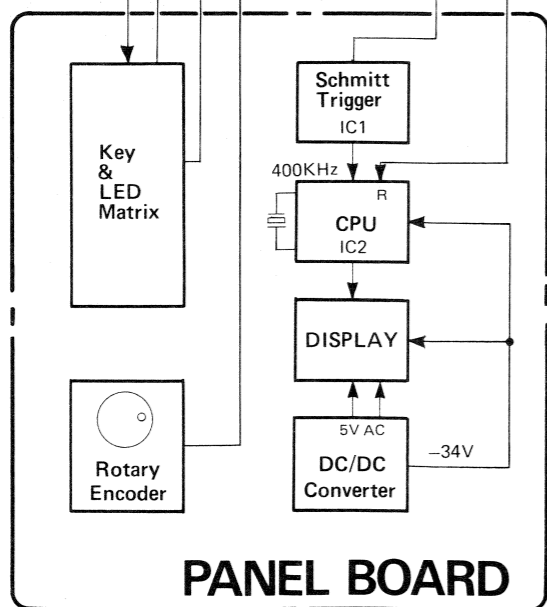 Key
&
LED
Matrix
Schmitt
Trigger
IC1
400KHz
R
CPU
IC2
DISPLAY
5V AC
DC/DC
Converter
−34V
Rotary
Encoder
PANEL BOARD